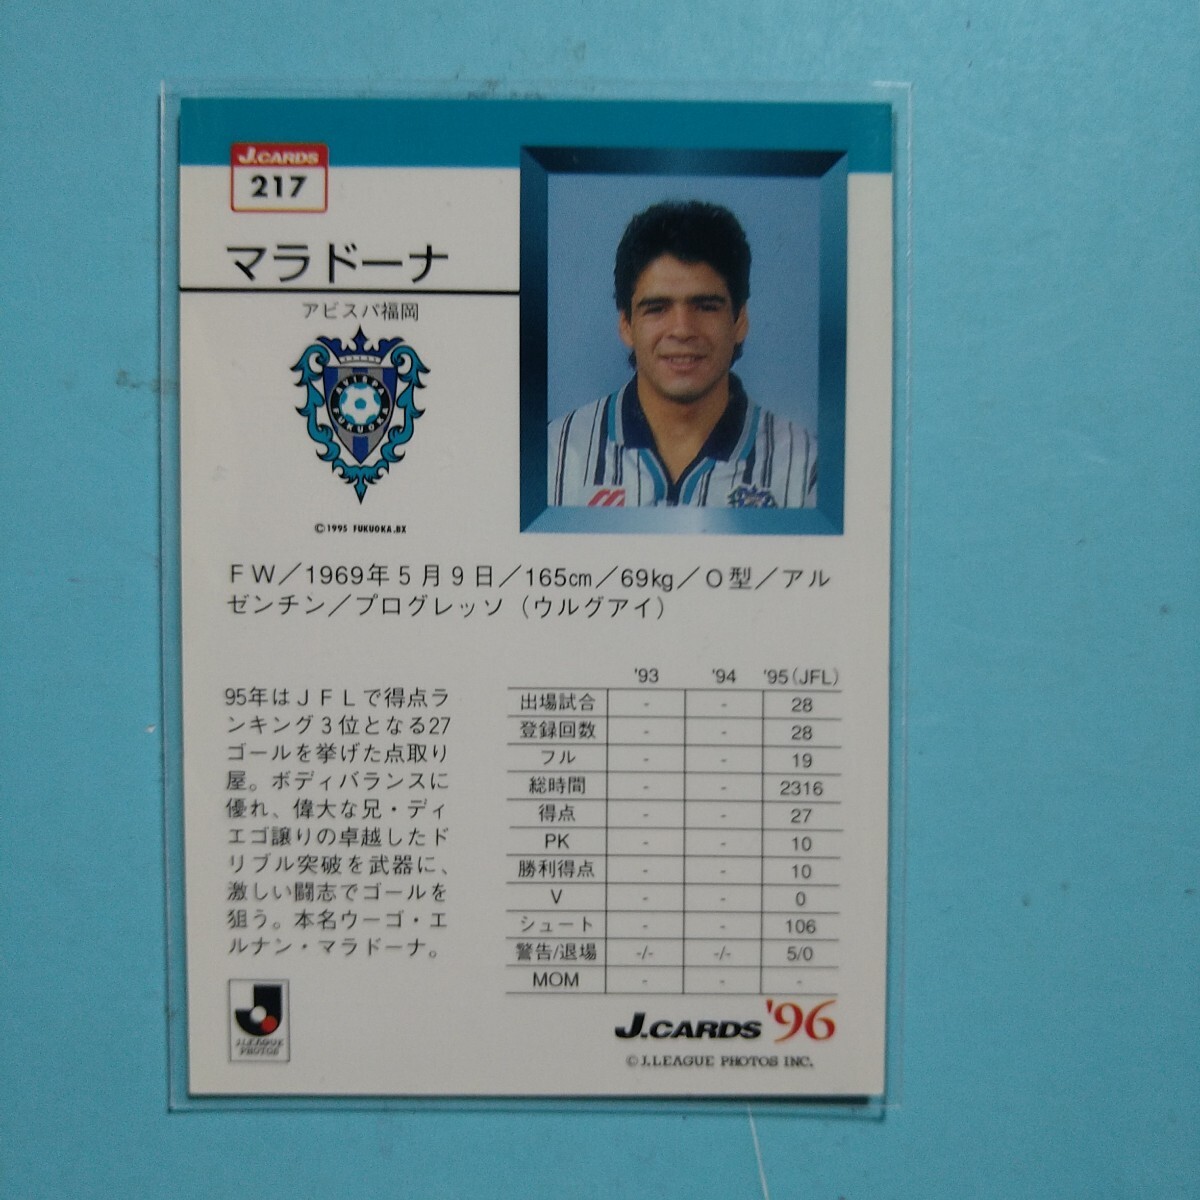 J.CARDS
217
マラドーナ
アビスパ福岡
AVISPA
FUKUOKA
©1995 FUKUOKA.BX
ＦＷ／1969年５月９日／165㎝／69㎏／Ｏ型／アル
ゼンチン／プログレッソ（ウルグアイ）
95年はＪＦＬで得点ラ
ンキング３位となる27
ゴールを挙げた点取り
屋。ボディバランスに
優れ、偉大な兄・ディ
エゴ譲りの卓越したド
リブル突破を武器に、
激しい闘志でゴールを
狙う。本名ウーゴ・エ
ルナン・マラドーナ。
'93 '94 '95(JFL)
出場試合 - - 28
登録回数 - - 28
フル - - 19
総時間 - - 2316
得点 - - 27
PK - - 10
勝利得点 - - 10
V - - 0
シュート - - 106
警告/退場 -/- -/- 5/0
MOM - - -
J.LEAGUE
PHOTOS
J.CARDS '96
©J.LEAGUE PHOTOS INC.